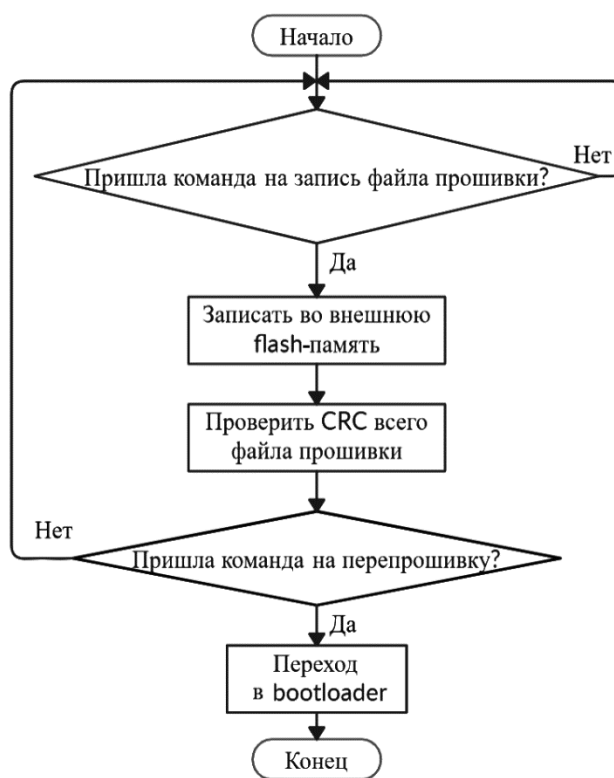 Начало
Пришла команда на запись файла прошивки?
Нет
Да
Записать во внешнюю
flash-память
Проверить CRC всего
файла прошивки
Нет
Пришла команда на перепрошивку?
Да
Переход
в bootloader
Конец